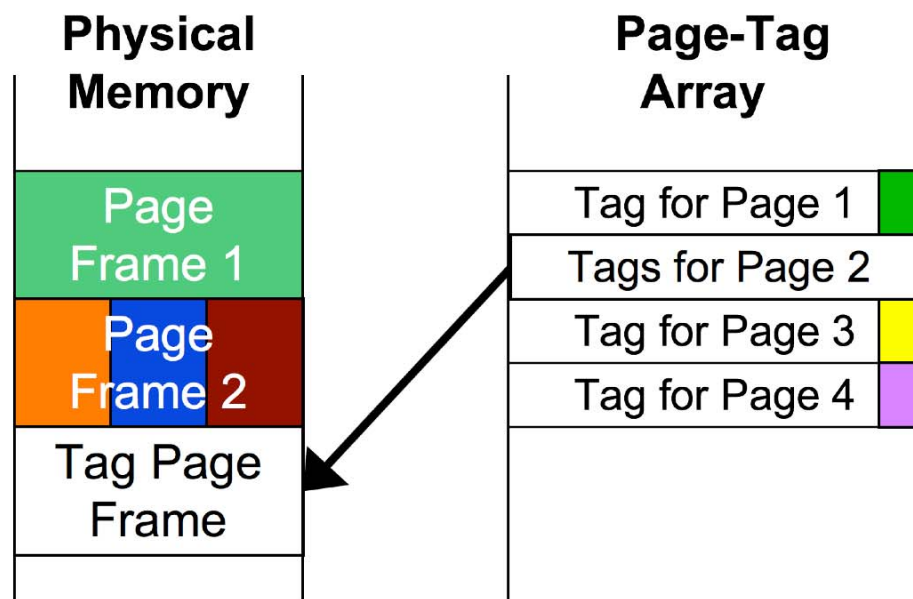 Physical
Memory
Page
Frame 1
Page
Frame 2
Tag Page
Frame
Page-Tag
Array
Tag for Page 1
Tags for Page 2
Tag for Page 3
Tag for Page 4